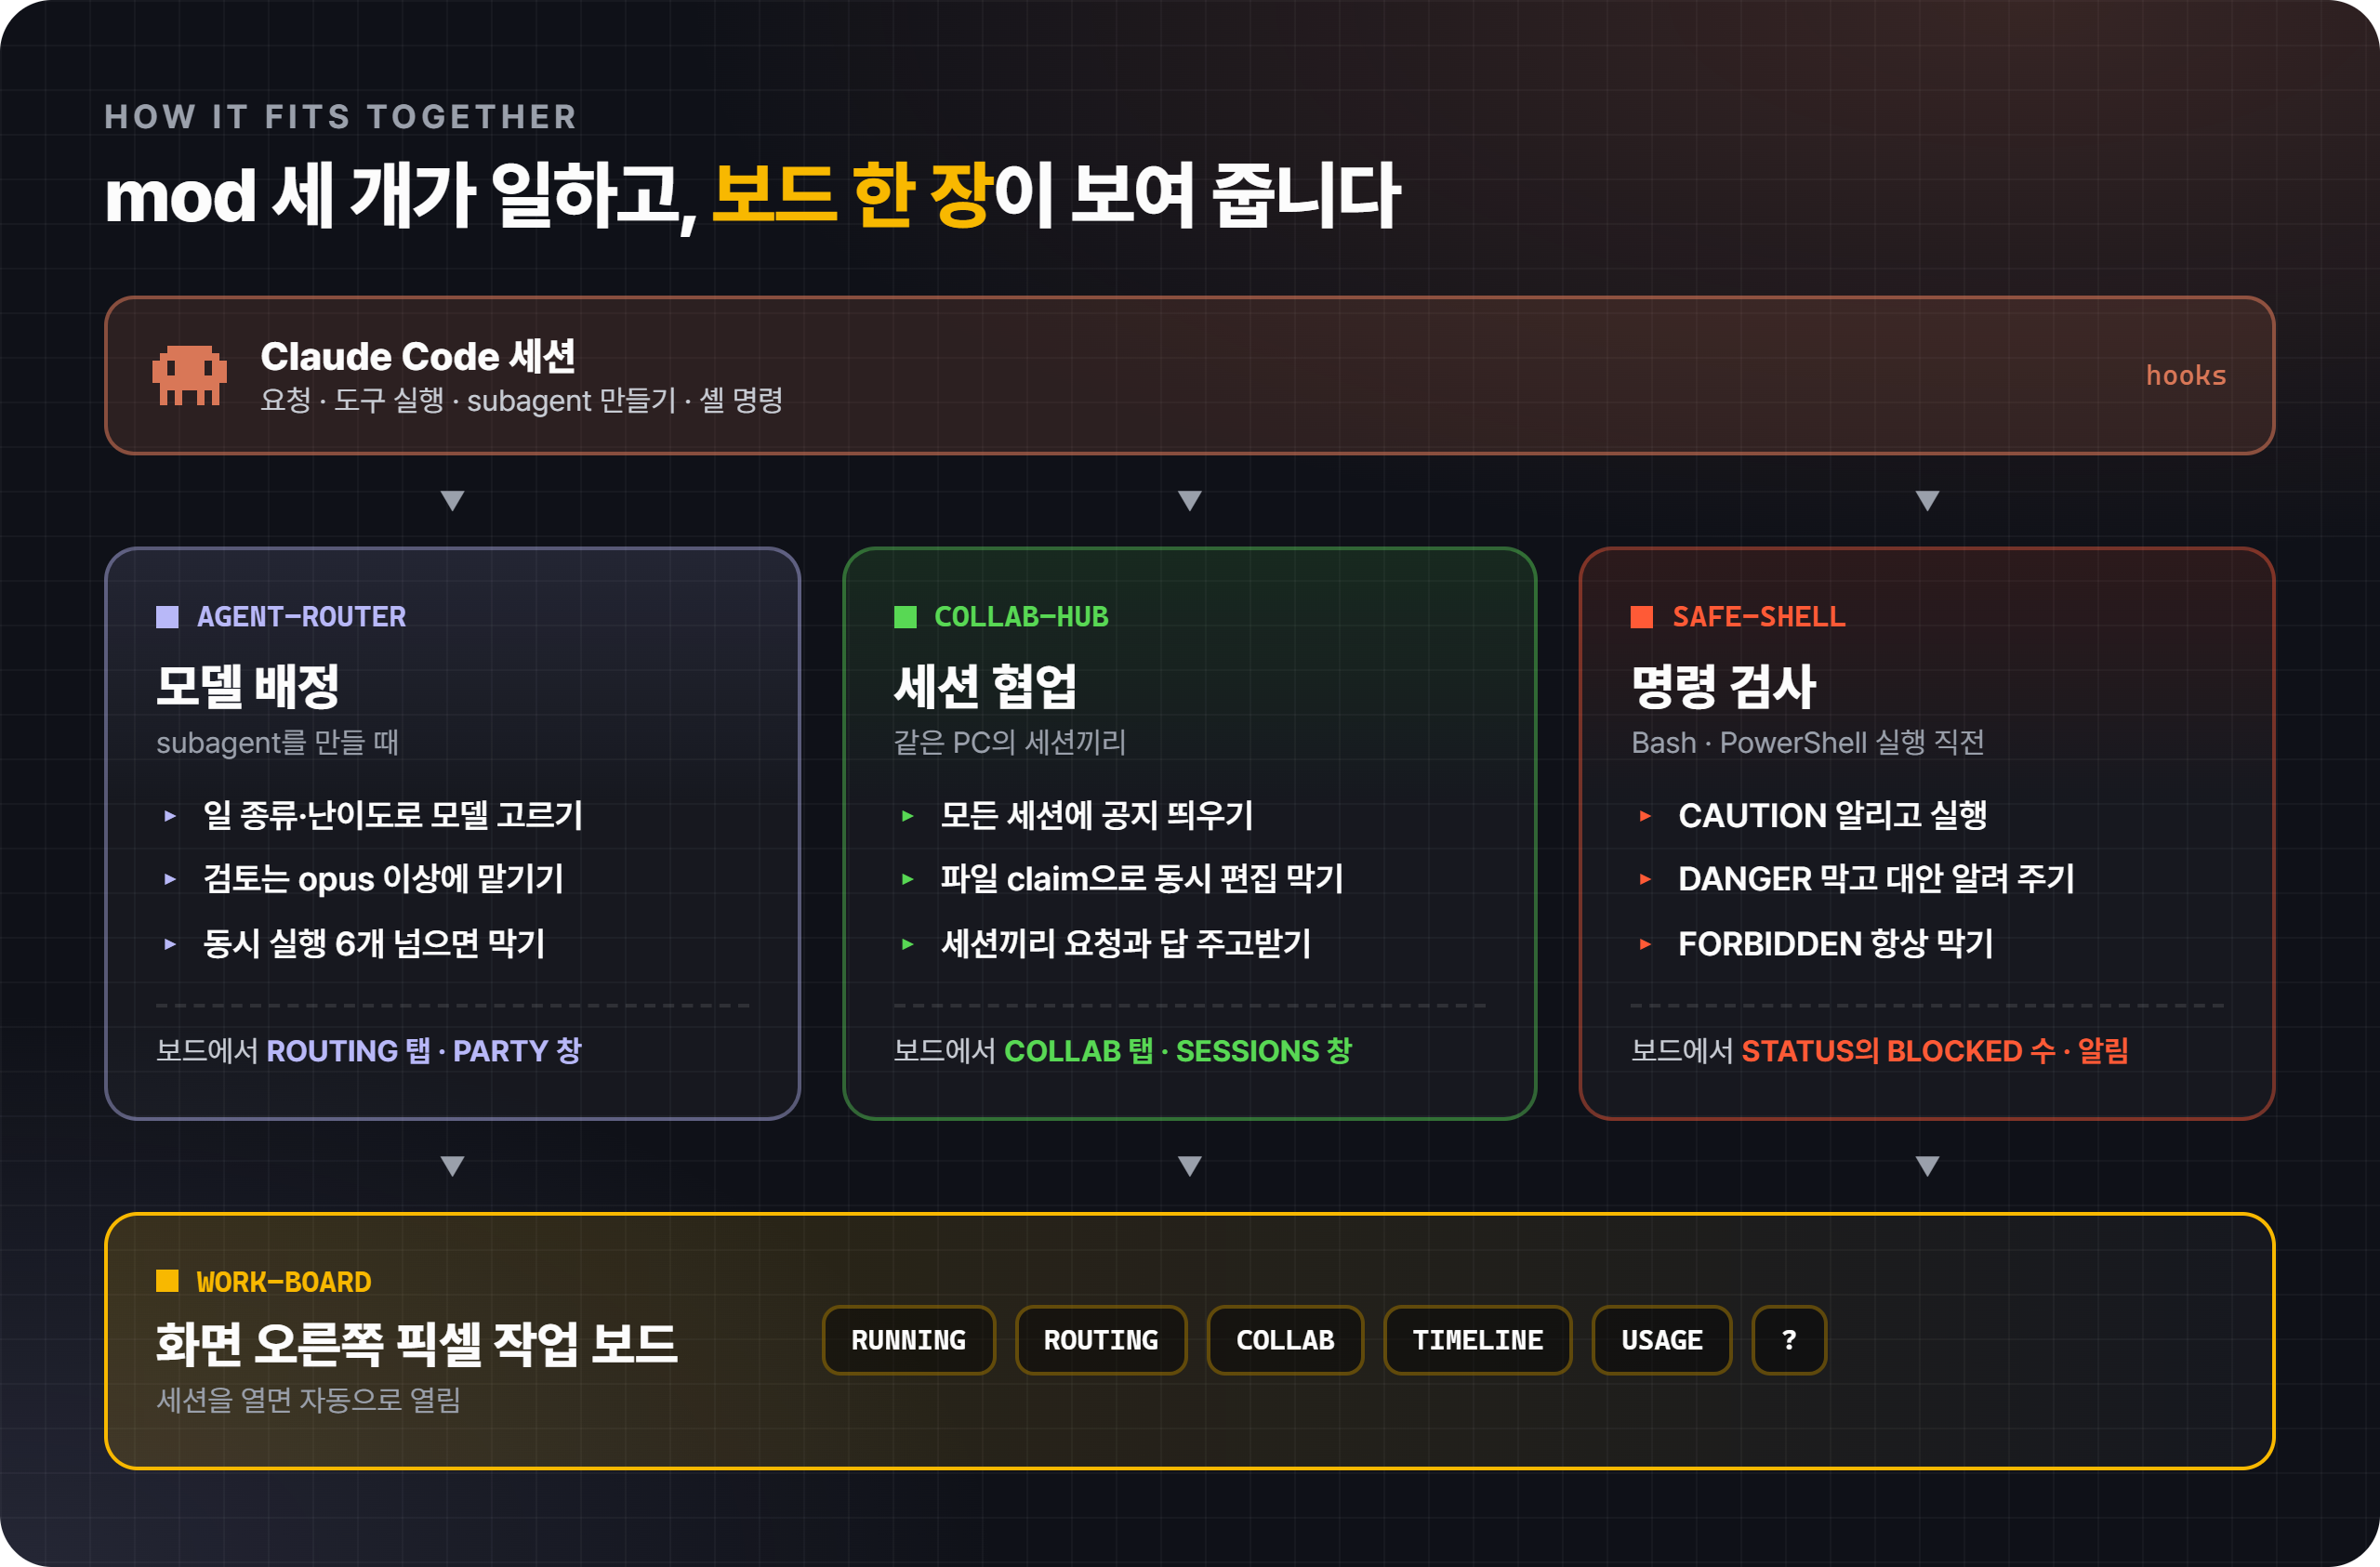 HOW IT FITS TOGETHER
mod 세 개가 일하고, 보드 한 장이 보여 줍니다
Claude Code 세션
요청 · 도구 실행 · subagent 만들기 · 셸 명령
hooks
AGENT-ROUTER
모델 배정
subagent를 만들 때
▸ 일 종류·난이도로 모델 고르기
▸ 검토는 opus 이상에 맡기기
▸ 동시 실행 6개 넘으면 막기
보드에서 ROUTING 탭 · PARTY 창
COLLAB-HUB
세션 협업
같은 PC의 세션끼리
▸ 모든 세션에 공지 띄우기
▸ 파일 claim으로 동시 편집 막기
▸ 세션끼리 요청과 답 주고받기
보드에서 COLLAB 탭 · SESSIONS 창
SAFE-SHELL
명령 검사
Bash · PowerShell 실행 직전
▸ CAUTION 알리고 실행
▸ DANGER 막고 대안 알려 주기
▸ FORBIDDEN 항상 막기
보드에서 STATUS의 BLOCKED 수 · 알림
WORK-BOARD
화면 오른쪽 픽셀 작업 보드
세션을 열면 자동으로 열림
RUNNING ROUTING COLLAB TIMELINE USAGE ?